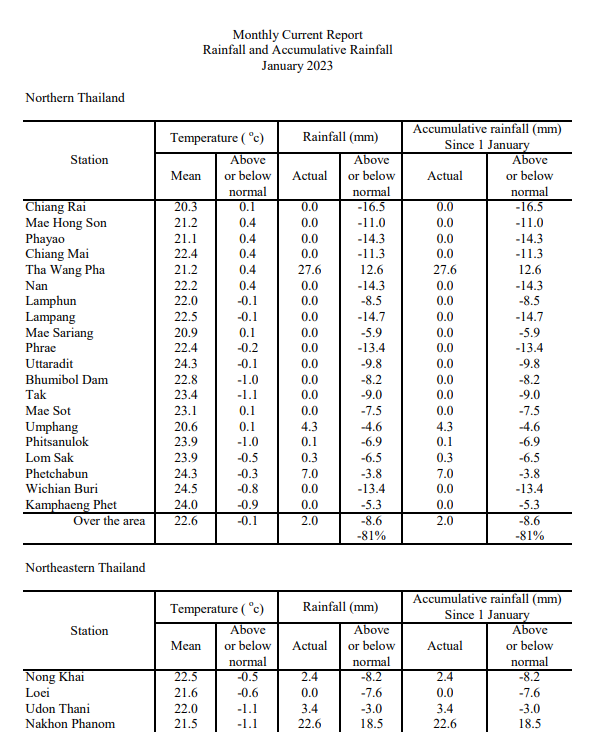 Monthly Current Report
Rainfall and Accumulative Rainfall
January 2023
Northern Thailand
Station Temperature ( °c) Rainfall (mm) Accumulative rainfall (mm) Since 1 January
Mean Above or below normal Actual Above or below normal Actual Above or below normal
Chiang Rai 20.3 0.1 0.0 -16.5 0.0 -16.5
Mae Hong Son 21.2 0.4 0.0 -11.0 0.0 -11.0
Phayao 21.1 0.4 0.0 -14.3 0.0 -14.3
Chiang Mai 22.4 0.4 0.0 -11.3 0.0 -11.3
Tha Wang Pha 21.2 0.4 27.6 12.6 27.6 12.6
Nan 22.2 0.4 0.0 -14.3 0.0 -14.3
Lamphun 22.0 -0.1 0.0 -8.5 0.0 -8.5
Lampang 22.5 -0.1 0.0 -14.7 0.0 -14.7
Mae Sariang 20.9 0.1 0.0 -5.9 0.0 -5.9
Phrae 22.4 -0.2 0.0 -13.4 0.0 -13.4
Uttaradit 24.3 -0.1 0.0 -9.8 0.0 -9.8
Bhumibol Dam 22.8 -1.0 0.0 -8.2 0.0 -8.2
Tak 23.4 -1.1 0.0 -9.0 0.0 -9.0
Mae Sot 23.1 0.1 0.0 -7.5 0.0 -7.5
Umphang 20.6 0.1 4.3 -4.6 4.3 -4.6
Phitsanulok 23.9 -1.0 0.1 -6.9 0.1 -6.9
Lom Sak 23.9 -0.5 0.3 -6.5 0.3 -6.5
Phetchabun 24.3 -0.3 7.0 -3.8 7.0 -3.8
Wichian Buri 24.5 -0.8 0.0 -13.4 0.0 -13.4
Kamphaeng Phet 24.0 -0.9 0.0 -5.3 0.0 -5.3
Over the area 22.6 -0.1 2.0 -8.6 2.0 -8.6
-81% -81%
Northeastern Thailand
Station Temperature ( °c) Rainfall (mm) Accumulative rainfall (mm) Since 1 January
Mean Above or below normal Actual Above or below normal Actual Above or below normal
Nong Khai 22.5 -0.5 2.4 -8.2 2.4 -8.2
Loei 21.6 -0.6 0.0 -7.6 0.0 -7.6
Udon Thani 22.0 -1.1 3.4 -3.0 3.4 -3.0
Nakhon Phanom 21.5 -1.1 22.6 18.5 22.6 18.5